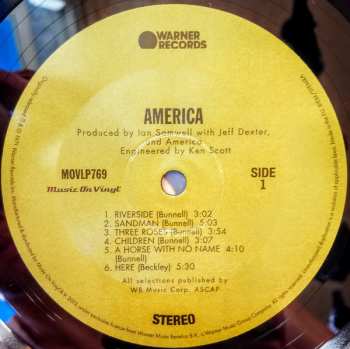 WARNER
RECORDS
AMERICA
Produced by Ian Samwell with Jeff Dexter,
and America
Engineered by Ken Scott
MOVLP769
Music On Vinyl
SIDE
1
1. RIVERSIDE (Bunnell) 3:02
2. SANDMAN (Bunnell) 5:03
3. THREE ROSES (Bunnell) 3:54
4. CHILDREN (Bunnell) 3:07
5. A HORSE WITH NO NAME 4:10
(Bunnell)
6. HERE (Beckley) 5:30
All selections published by
WB Music Corp. ASCAP
STEREO